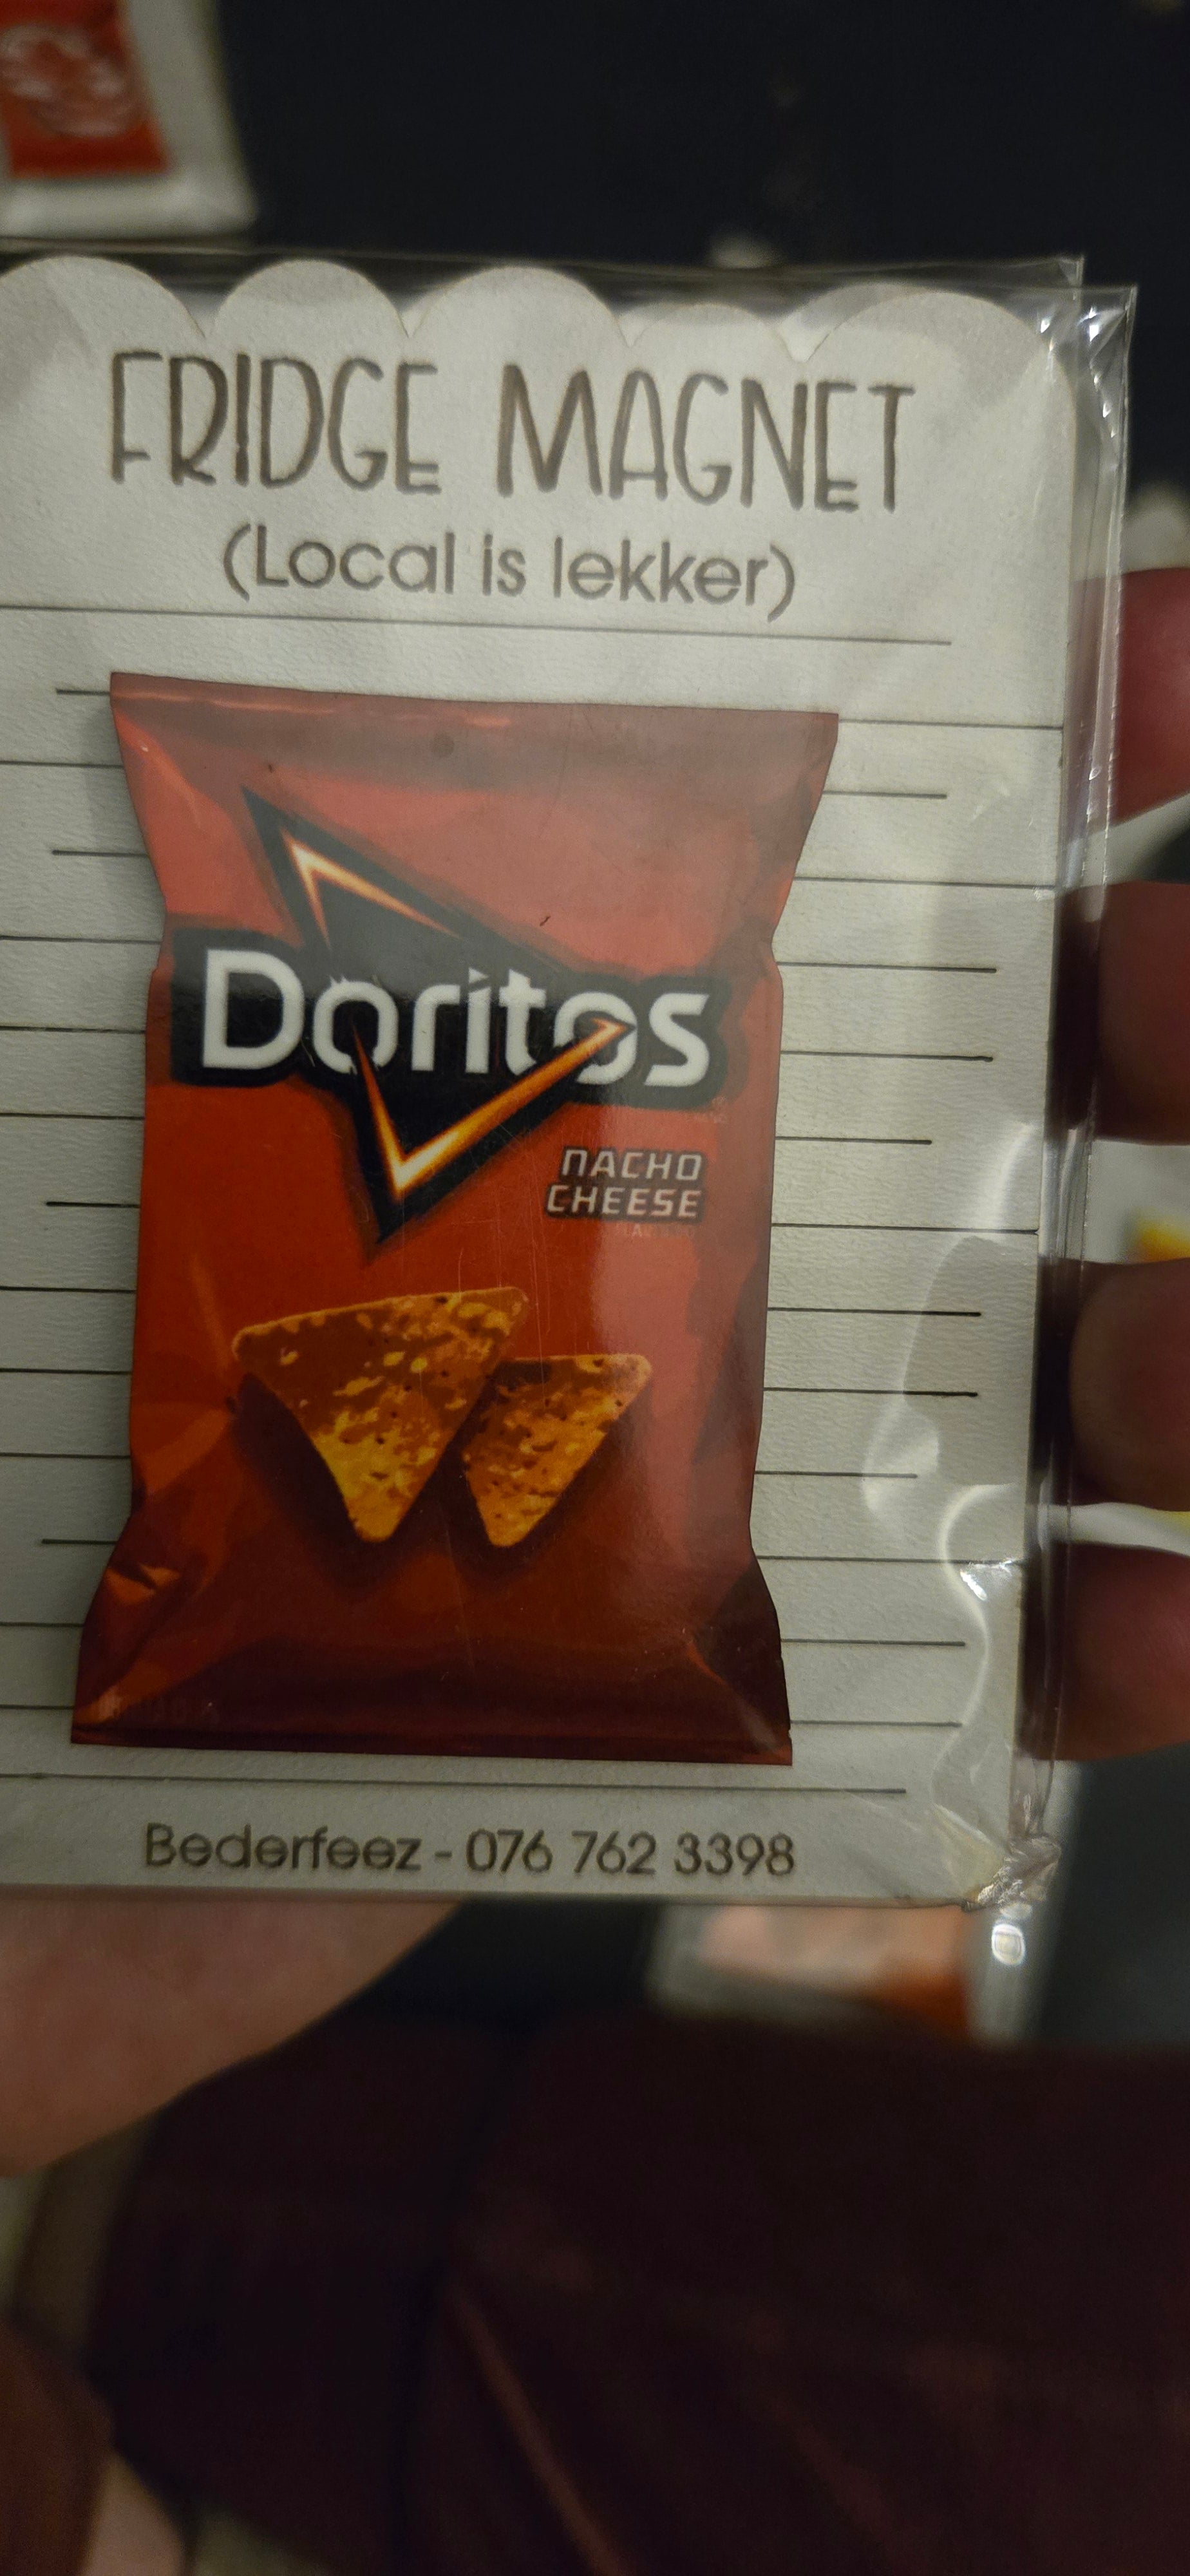 FRIDGE MAGNET
(Local is lekker)
Doritos
NACHO
CHEESE
Bederfeez - 076 762 3398